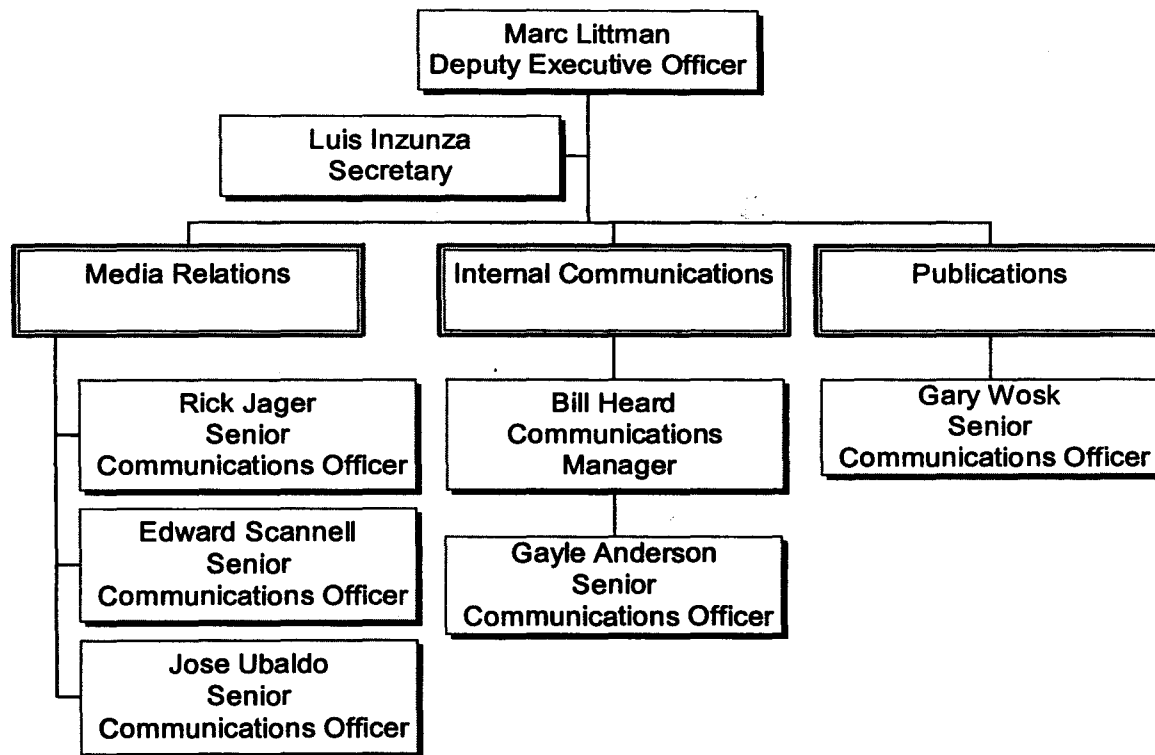 Marc Littman
Deputy Executive Officer
Luis Inzunza
Secretary
Media Relations
Rick Jager
Senior
Communications Officer
Edward Scannell
Senior
Communications Officer
Jose Ubaldo
Senior
Communications Officer
Internal Communications
Bill Heard
Communications
Manager
Gayle Anderson
Senior
Communications Officer
Publications
Gary Wosk
Senior
Communications Officer